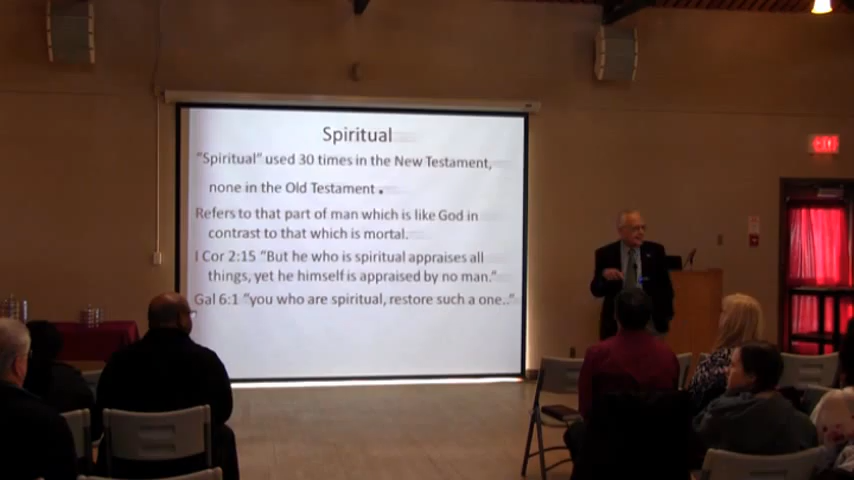 Spiritual
"Spiritual" used 30 times in the New Testament,
none in the Old Testament .
Refers to that part of man which is like God in
contrast to that which is mortal.
I Cor 2:15 "But he who is spiritual appraises all
things, yet he himself is appraised by no man."
Gal 6:1 "you who are spiritual, restore such a one.."
EXIT